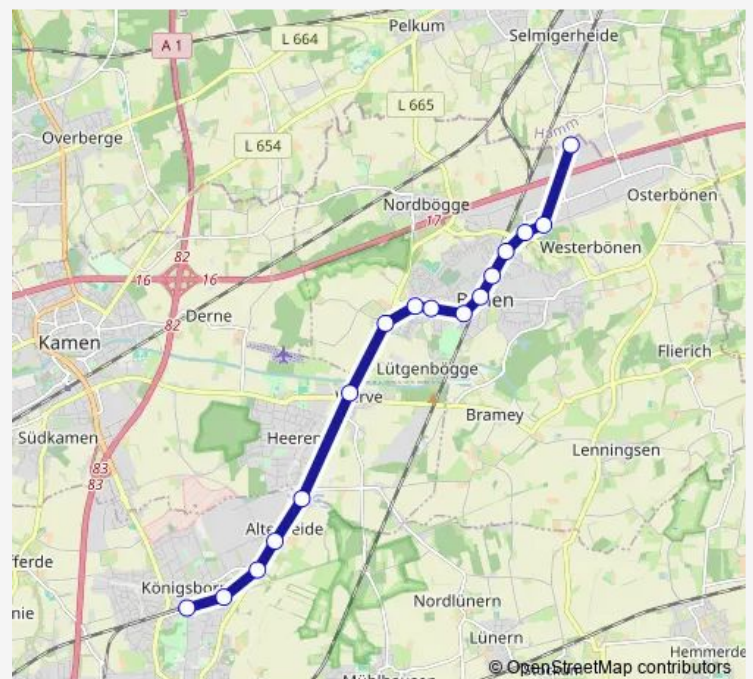 Pelkum
Selmigerheide
A 1
L 664
L 665
Overberge
L 654
Hamm
Nordbögge
Osterbönen
17
82
Westerbönen
16
16
Derne
82
Kamen
Lütgenbögge
Flierich
Bramey
Südkamen
Heeren
Lenningsen
83
83
Königsbor
Nordlünern
Lünern
Hemmerde
© OpenStreetMap contributors